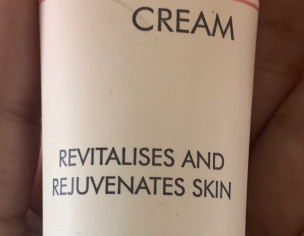 CREAM
REVITALISES AND
REJUVENATES SKIN